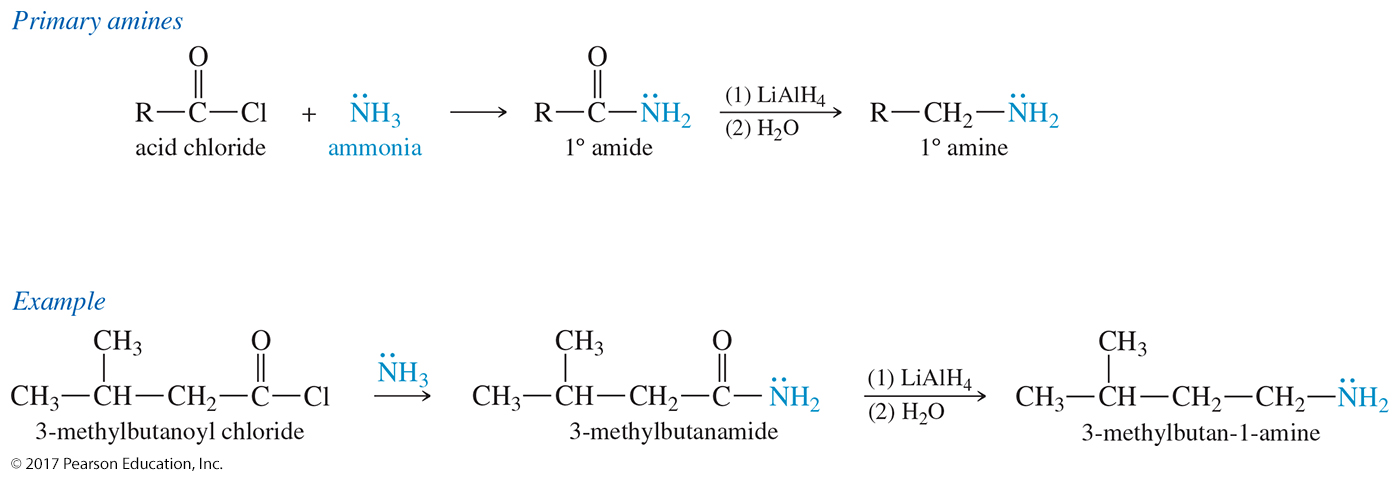 Primary amines
O
R—C—Cl + N̈H₃ ⟶ R—C—N̈H₂ (1) LiAlH₄ (2) H₂O R—CH₂—N̈H₂
O
acid chloride ammonia 1° amide 1° amine
Example
CH₃ O CH₃ O CH₃
CH₃—CH—CH₂—C—Cl N̈H₃ CH₃—CH—CH₂—C—N̈H₂ (1) LiAlH₄ (2) H₂O CH₃—CH—CH₂—CH₂—N̈H₂
3-methylbutanoyl chloride 3-methylbutanamide 3-methylbutan-1-amine
© 2017 Pearson Education, Inc.